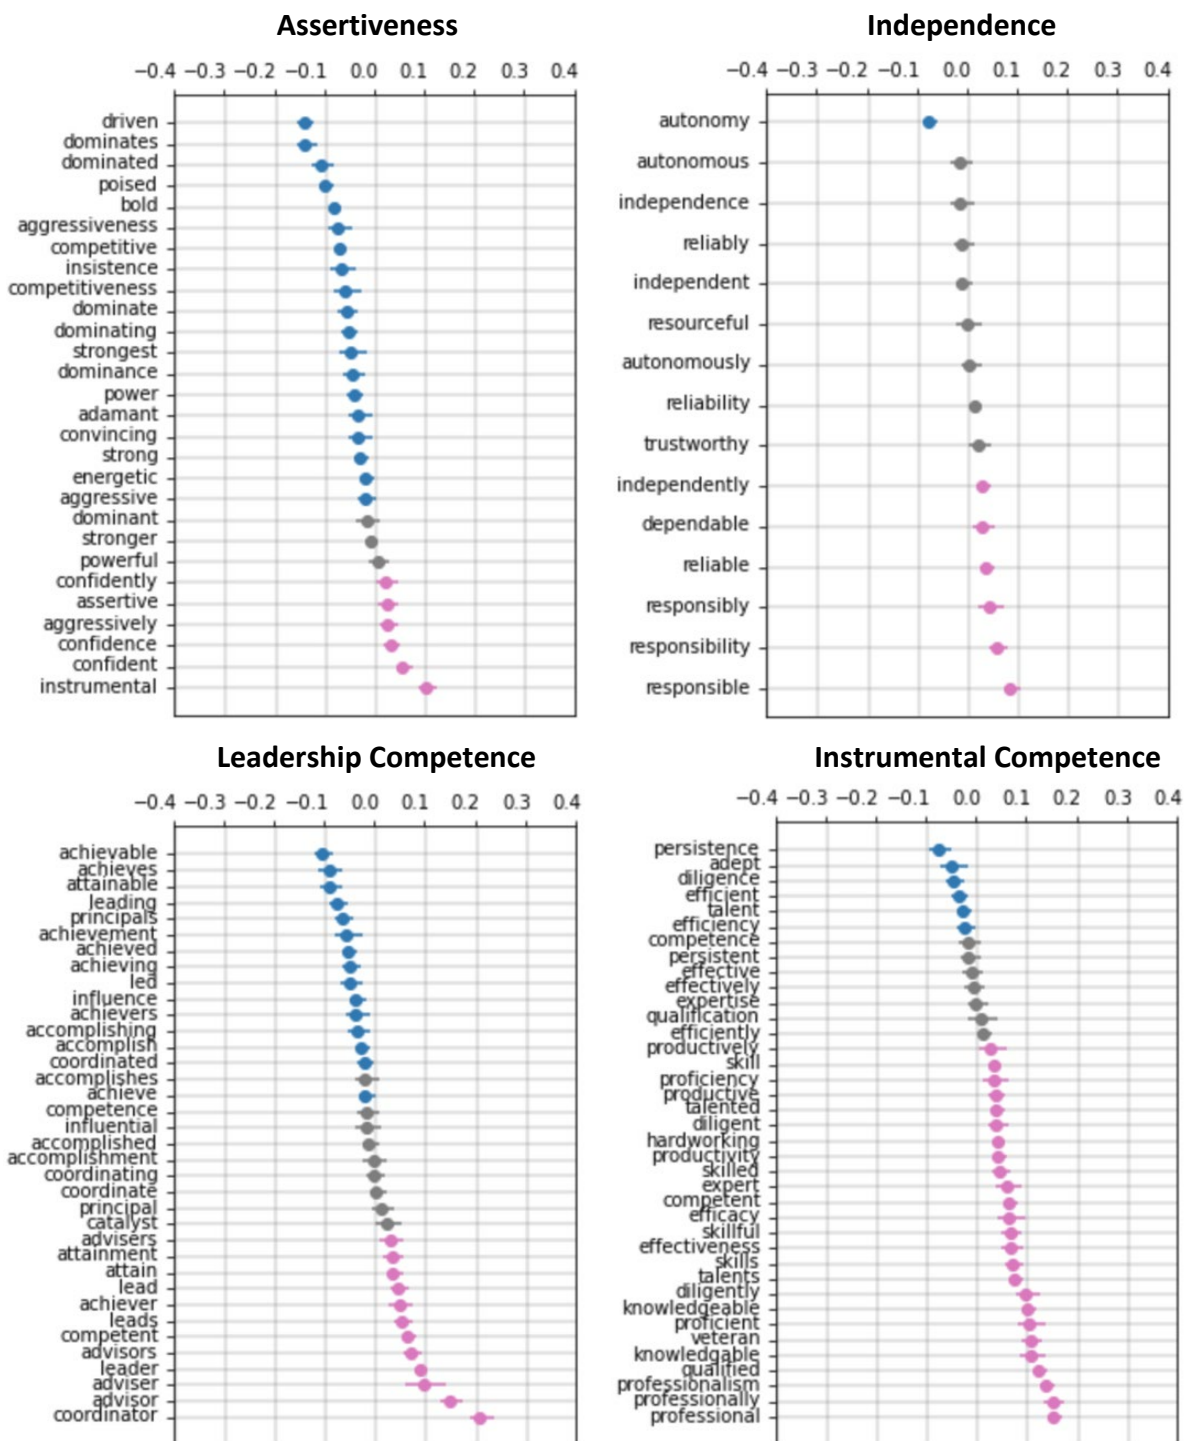 Assertiveness
−0.4 −0.3 −0.2 −0.1 0.0 0.1 0.2 0.3 0.4
driven
dominates
dominated
poised
bold
aggressiveness
competitive
insistence
competitiveness
dominate
dominating
strongest
dominance
power
adamant
convincing
strong
energetic
aggressive
dominant
stronger
powerful
confidently
assertive
aggressively
confidence
confident
instrumental
Independence
−0.4 −0.3 −0.2 −0.1 0.0 0.1 0.2 0.3 0.4
autonomy
autonomous
independence
reliably
independent
resourceful
autonomously
reliability
trustworthy
independently
dependable
reliable
responsibly
responsibility
responsible
Leadership Competence
−0.4 −0.3 −0.2 −0.1 0.0 0.1 0.2 0.3 0.4
achievable
achieves
attainable
leading
principals
achievement
achieved
achieving
led
influence
achievers
accomplishing
accomplish
coordinated
accomplishes
achieve
competence
influential
accomplished
accomplishment
coordinating
coordinate
principal
catalyst
advisers
attainment
attain
lead
achiever
leads
competent
advisors
leader
adviser
advisor
coordinator
Instrumental Competence
−0.4 −0.3 −0.2 −0.1 0.0 0.1 0.2 0.3 0.4
persistence
adept
diligence
efficient
talent
efficiency
competence
persistent
effective
effectively
expertise
qualification
efficiently
productively
skill
proficiency
productive
talented
diligent
hardworking
productivity
skilled
expert
competent
efficacy
skillful
effectiveness
skills
talents
diligently
knowledgeable
proficient
veteran
knowledgable
qualified
professionalism
professionally
professional